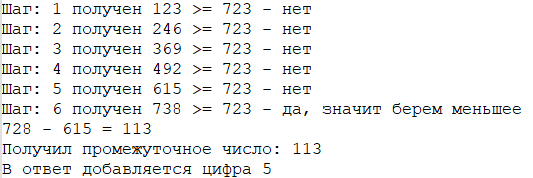 Шаг: 1 получен 123 >= 723 - нет
Шаг: 2 получен 246 >= 723 - нет
Шаг: 3 получен 369 >= 723 - нет
Шаг: 4 получен 492 >= 723 - нет
Шаг: 5 получен 615 >= 723 - нет
Шаг: 6 получен 738 >= 723 - да, значит берем меньшее
728 - 615 = 113
Получил промежуточное число: 113
В ответ добавляется цифра 5